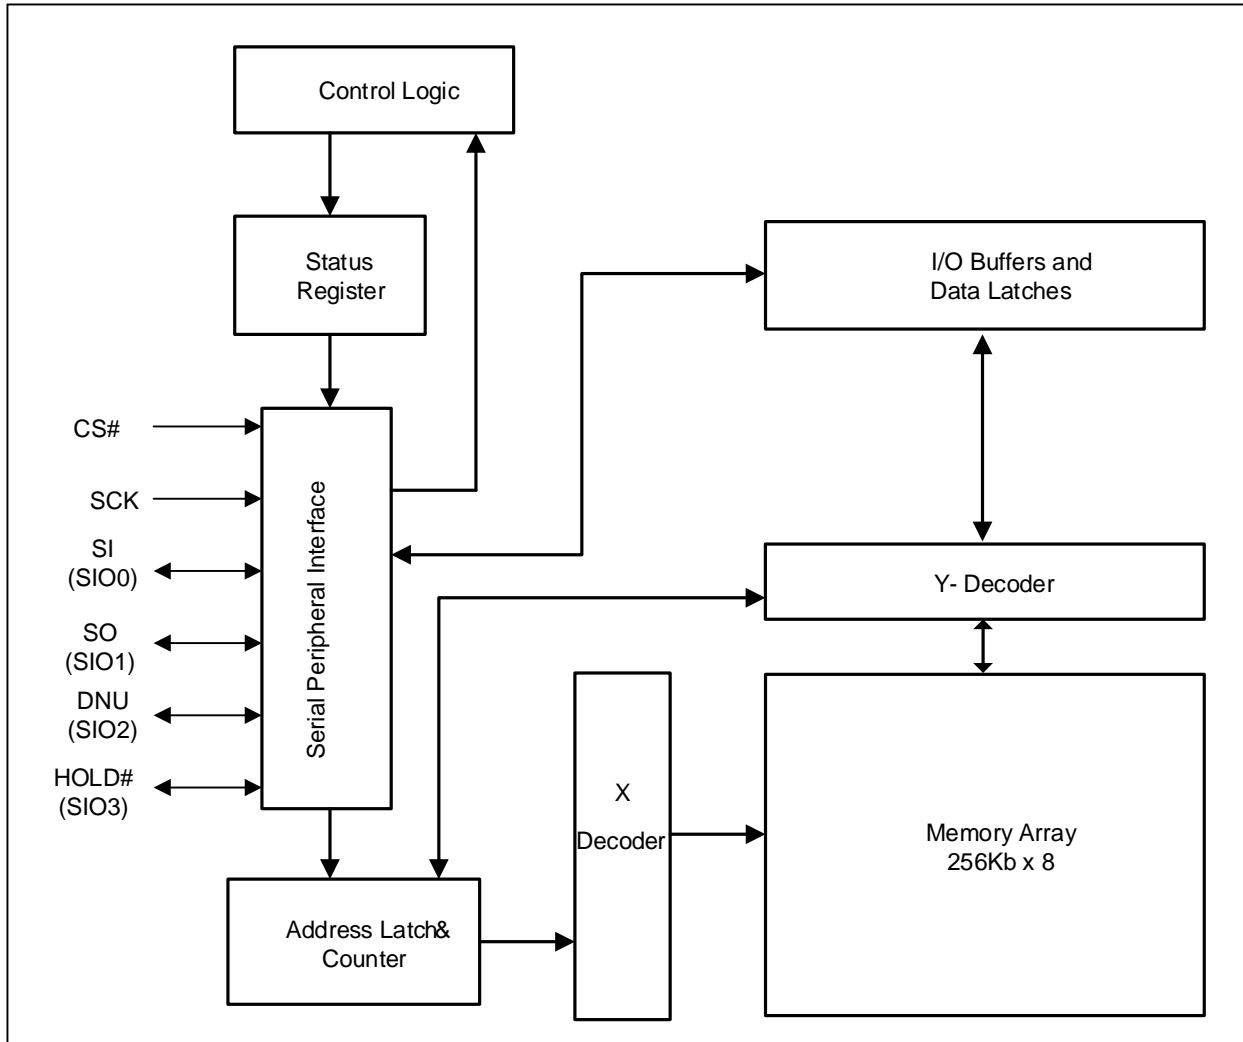 Control Logic
Status
Register
I/O Buffers and
Data Latches
CS#
SCK
SI
(SIO0)
SO
(SIO1)
DNU
(SIO2)
HOLD#
(SIO3)
Serial Peripheral Interface
Y- Decoder
X
Decoder
Memory Array
256Kb x 8
Address Latch&
Counter